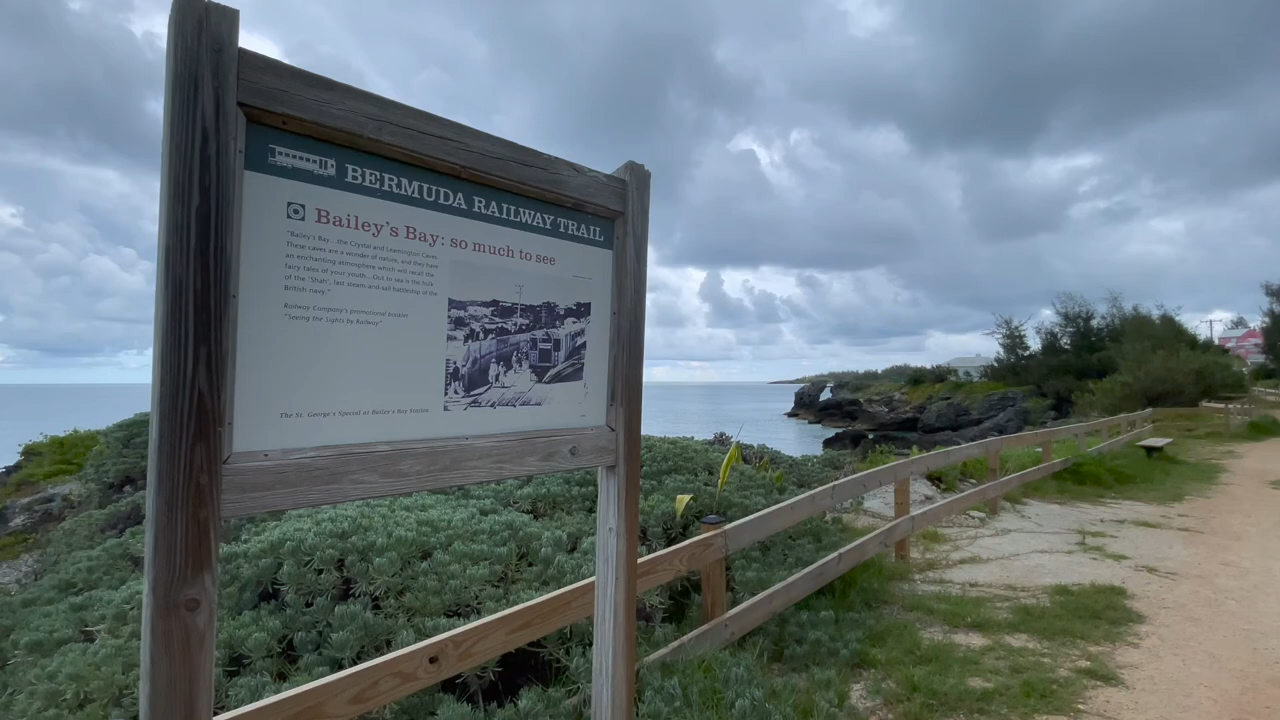 BERMUDA RAILWAY TRAIL
Bailey's Bay: so much to see
"Bailey's Bay...the Crystal and Leamington Caves.
These caves are a wonder of nature, and they have
an enchanting atmosphere which will recall the
fairy tales of your youth...Out to sea is the hulk
of the 'Shah', last steam-and-sail battleship of the
British navy."
Railway Company's promotional booklet
"Seeing the Sights by Railway"
The St. George's Special at Bailey's Bay Station